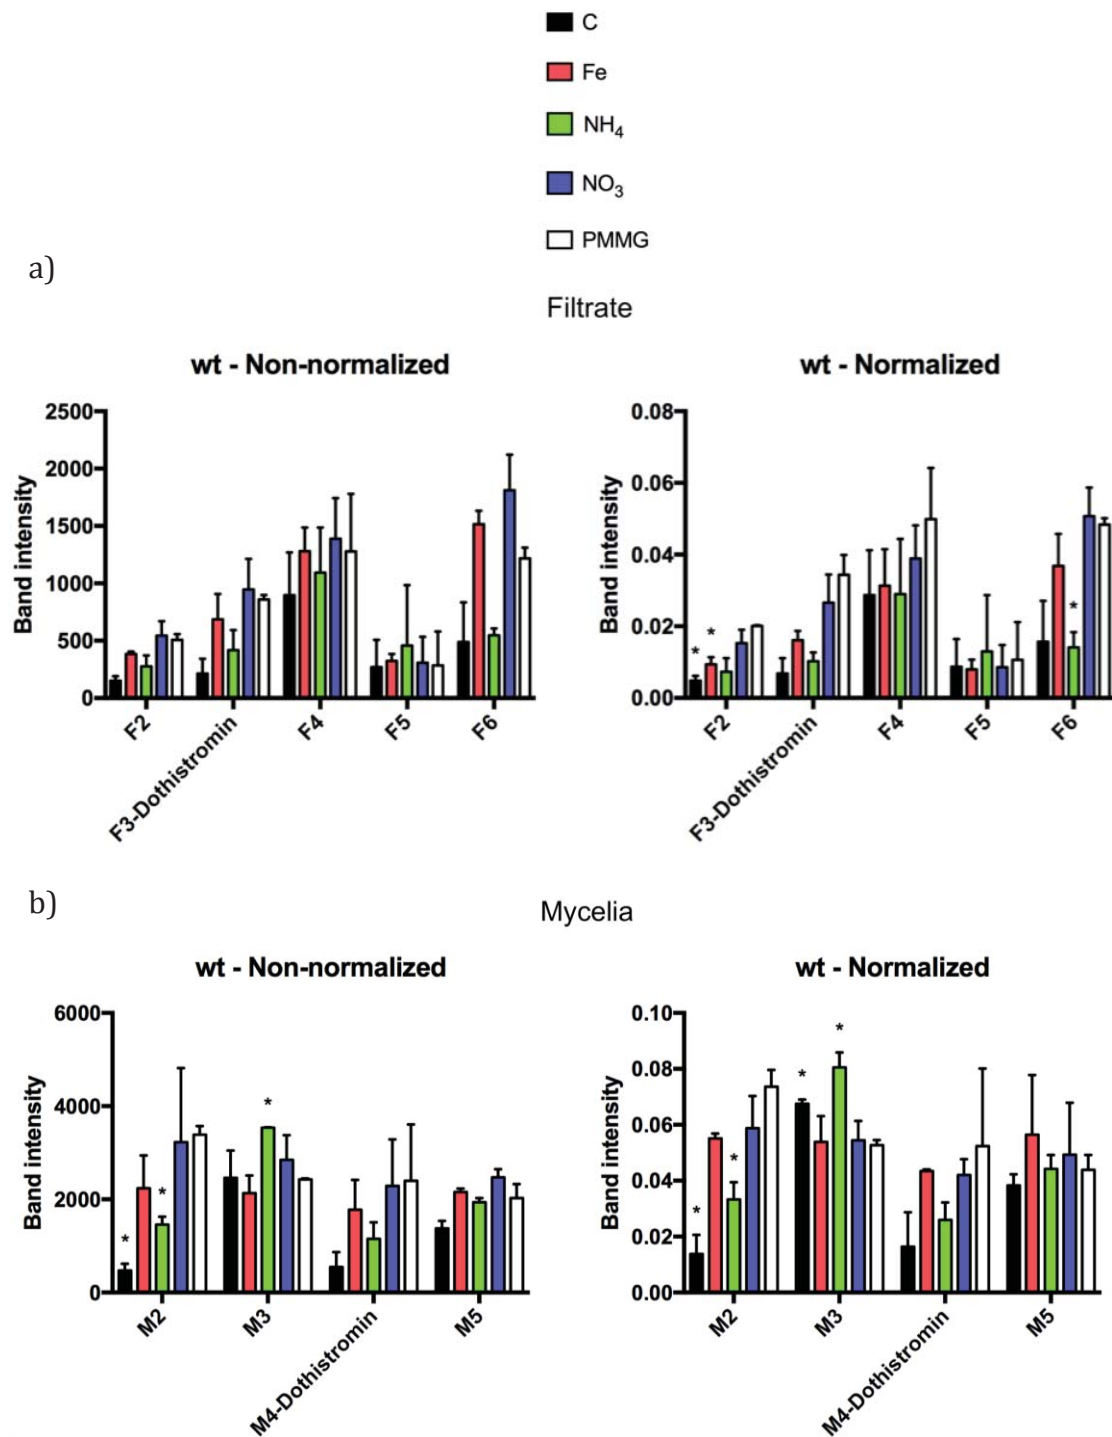 C
Fe
NH₄
NO₃
PMMG
a)
Filtrate
wt - Non-normalized
Band intensity
2500
2000
1500
1000
500
0
F2
F3-Dothistromin
F4
F5
F6
wt - Normalized
Band intensity
0.08
0.06
0.04
0.02
0.00
* * *
F2
F3-Dothistromin
F4
F5
F6
b)
Mycelia
wt - Non-normalized
Band intensity
6000
4000
2000
0
* * *
M2
M3
M4-Dothistromin
M5
wt - Normalized
Band intensity
0.10
0.08
0.06
0.04
0.02
0.00
* * * *
M2
M3
M4-Dothistromin
M5